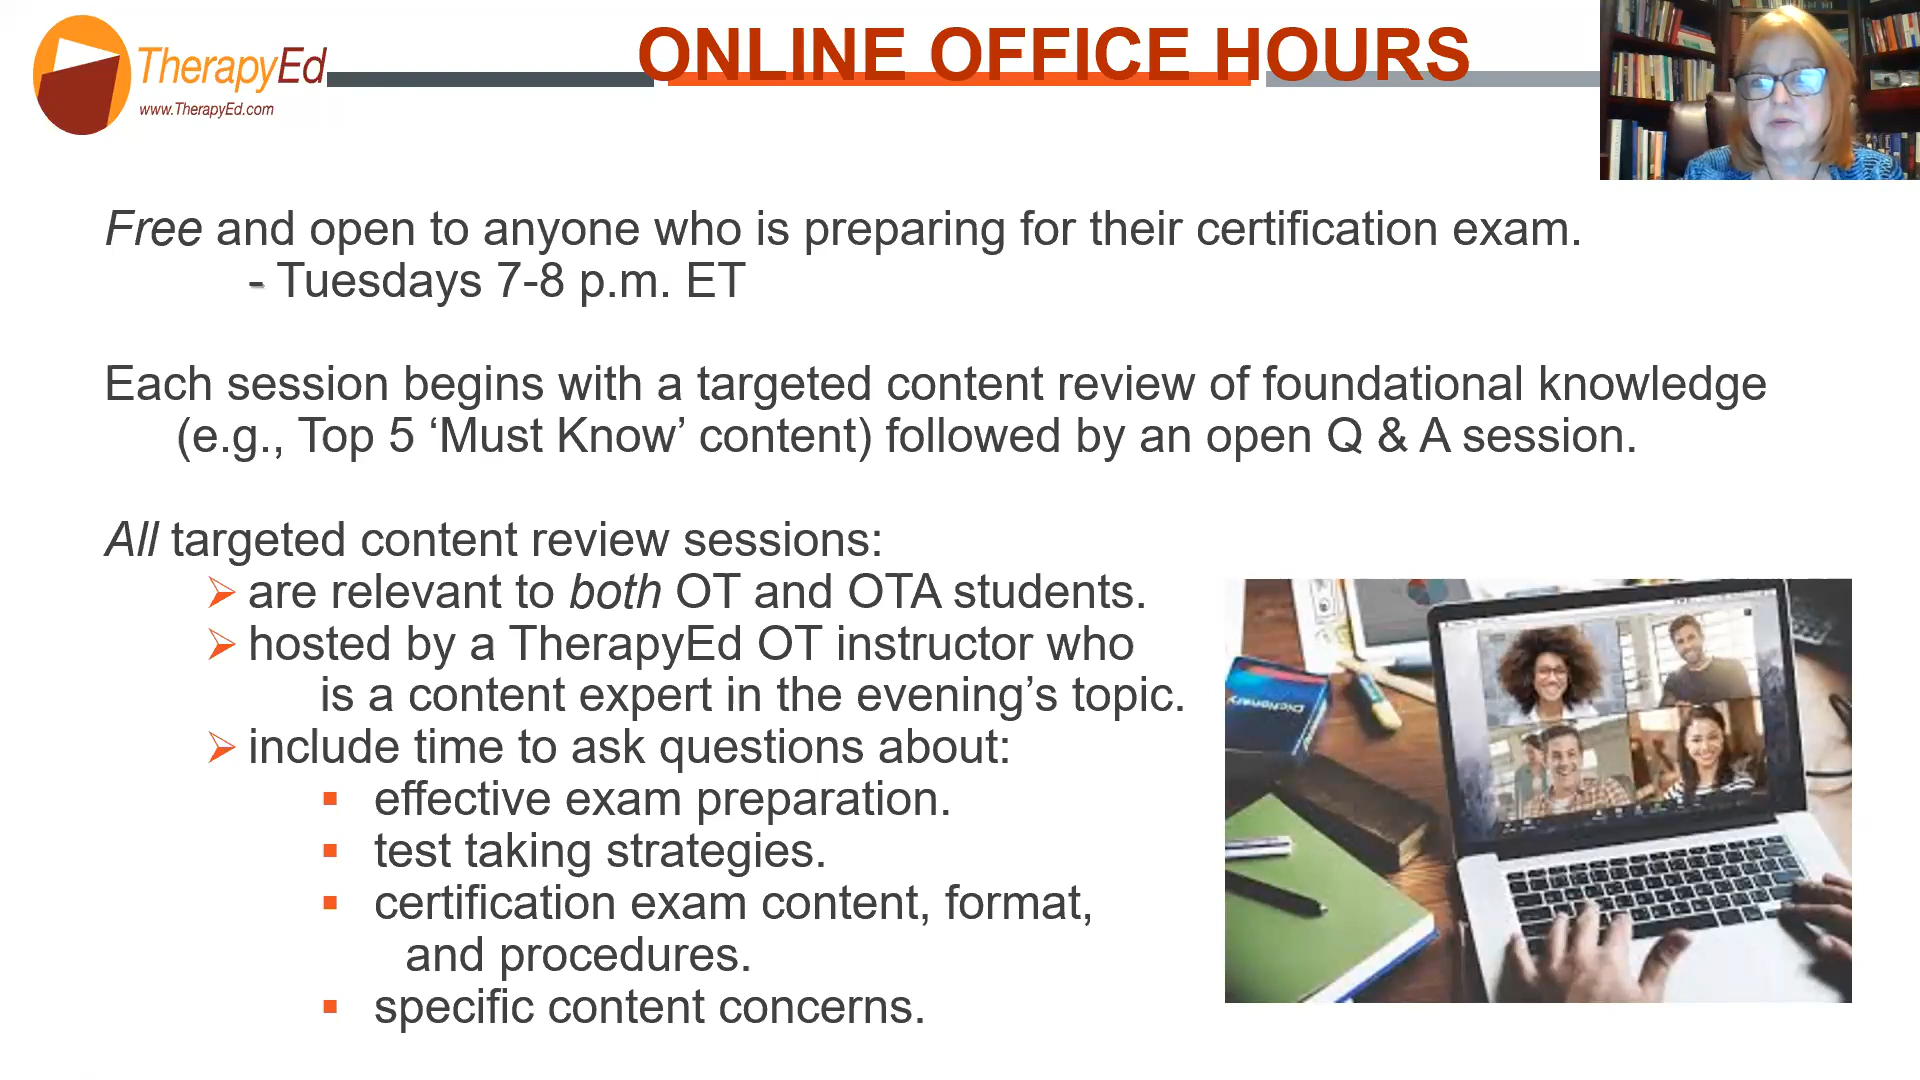 TherapyEd
www.TherapyEd.com
ONLINE OFFICE HOURS
Free and open to anyone who is preparing for their certification exam.
- Tuesdays 7-8 p.m. ET
Each session begins with a targeted content review of foundational knowledge
(e.g., Top 5 ‘Must Know’ content) followed by an open Q & A session.
All targeted content review sessions:
➢ are relevant to both OT and OTA students.
➢ hosted by a TherapyEd OT instructor who
is a content expert in the evening’s topic.
➢ include time to ask questions about:
▪ effective exam preparation.
▪ test taking strategies.
▪ certification exam content, format,
and procedures.
▪ specific content concerns.
Dictionary